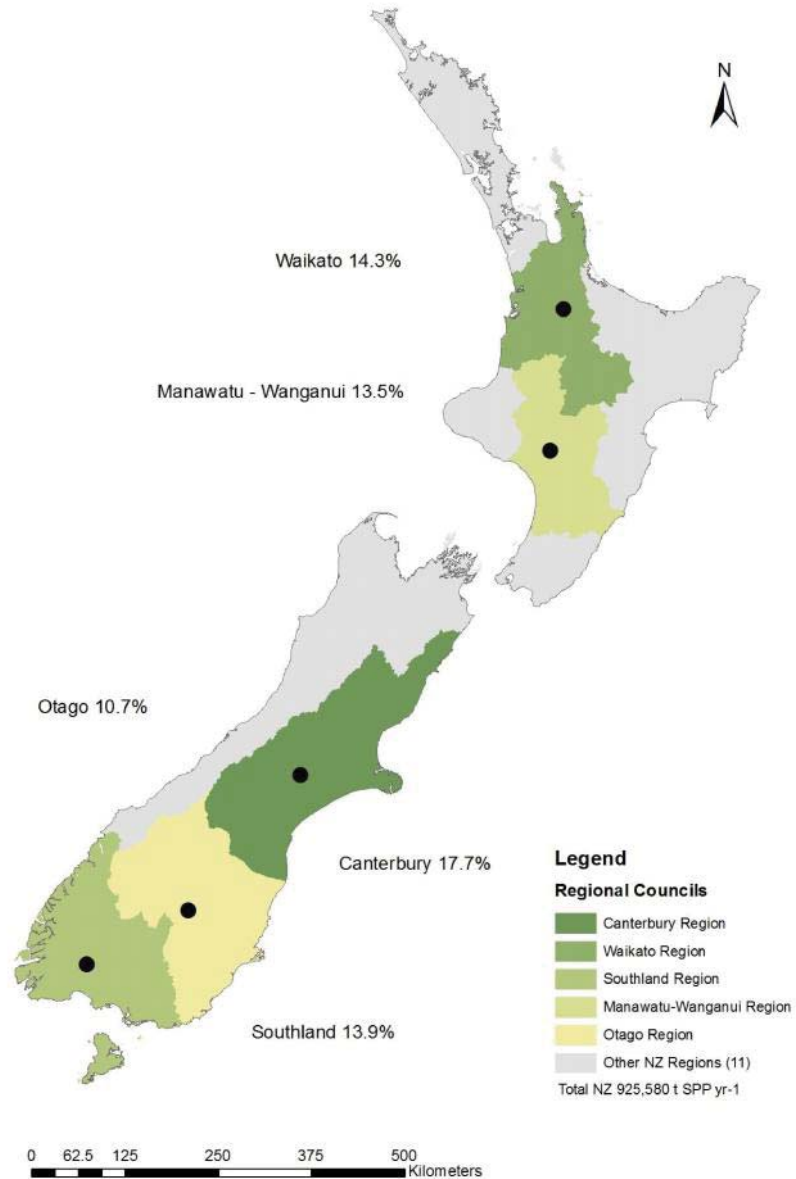 N
Waikato 14.3%
Manawatu - Wanganui 13.5%
Otago 10.7%
Canterbury 17.7%
Southland 13.9%
Legend
Regional Councils
Canterbury Region
Waikato Region
Southland Region
Manawatu-Wanganui Region
Otago Region
Other NZ Regions (11)
Total NZ 925,580 t SPP yr-1
0 62.5 125 250 375 500
Kilometers